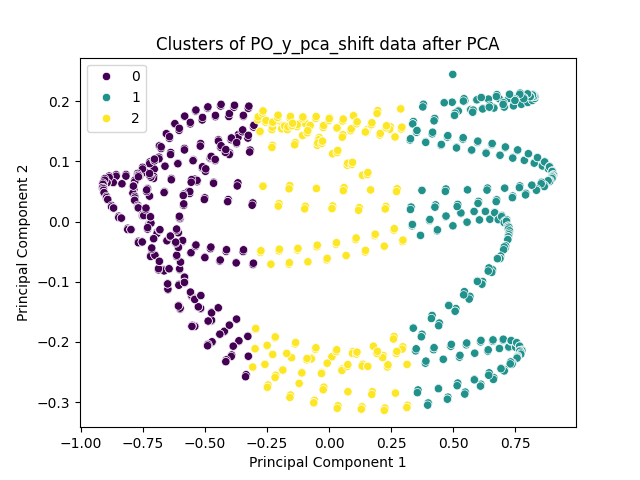 Clusters of PO_y_pca_shift data after PCA
0
1
2
0.2
0.1
0.0
−0.1
−0.2
−0.3
Principal Component 2
−1.00 −0.75 −0.50 −0.25 0.00 0.25 0.50 0.75
Principal Component 1